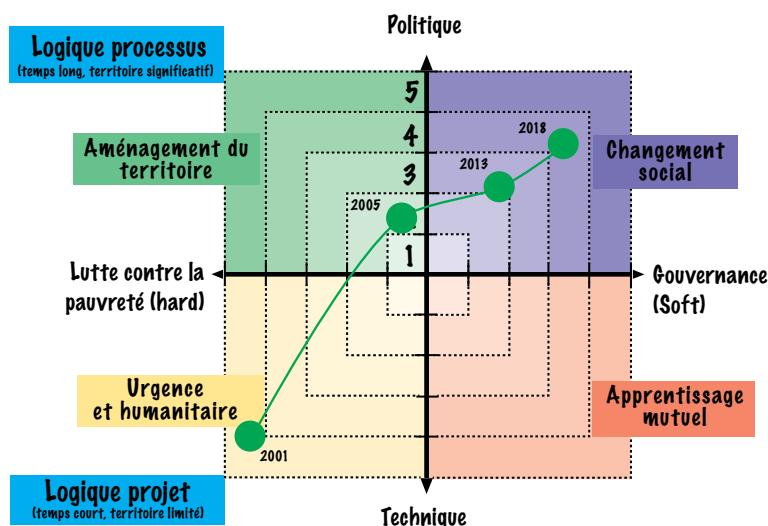 Politique
Logique processus
(temps long, territoire significatif)
5
2018
4
Aménagement du
territoire
Changement
social
2013
3
2005
1
Lutte contre la
pauvreté (hard)
Gouvernance
(Soft)
Urgence
et humanitaire
Apprentissage
mutuel
2001
Logique projet
(temps court, territoire limité)
Technique